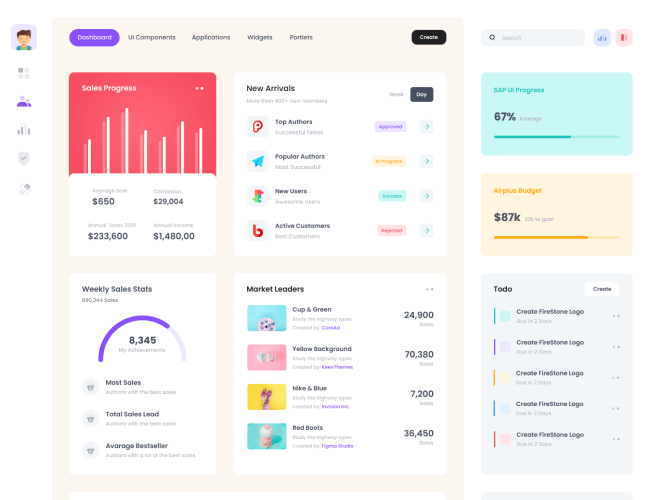 Dashboard
UI Components
Applications
Widgets
Portlets
Create
Search
Sales Progress
Avarage Sale
$650
Comission
$29,004
Annual Taxes 2019
$233,600
Annual Income
$1,480,00
New Arrivals
More than 400+ new members
Week
Day
Top Authors
Successful Fellas
Approved
Popular Authors
Most Successful
In Progress
New Users
Awesome Users
Success
Active Customers
Best Customers
Rejected
SAP UI Progress
67% Avarage
Airplus Budget
$87k 23k to goal
Weekly Sales Stats
890,344 Sales
8,345
My Achievements
Most Sales
Authors with the best sales
Total Sales Lead
Authors with the best sales
Avarage Bestseller
Authors with a lot of the best sales
Market Leaders
Cup & Green
Study the highway types
Created by: CoreAd
24,900
Sales
Yellow Background
Study the highway types
Created by: KeenThemes
70,380
Sales
Nike & Blue
Study the highway types
Created by: Invision Inc.
7,200
Sales
Red Boots
Study the highway types
Created by: Figma Studio
36,450
Sales
Todo
Create
Create FireStone Logo
Due in 2 Days
Create FireStone Logo
Due in 2 Days
Create FireStone Logo
Due in 2 Days
Create FireStone Logo
Due in 2 Days
Create FireStone Logo
Due in 2 Days